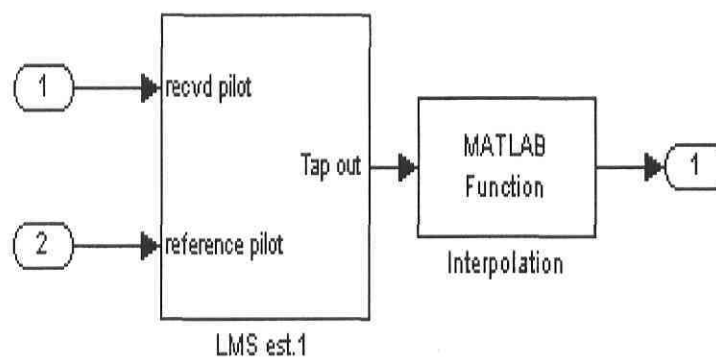 1
recvd pilot
2
reference pilot
Tap out
LMS est.1
MATLAB
Function
Interpolation
1